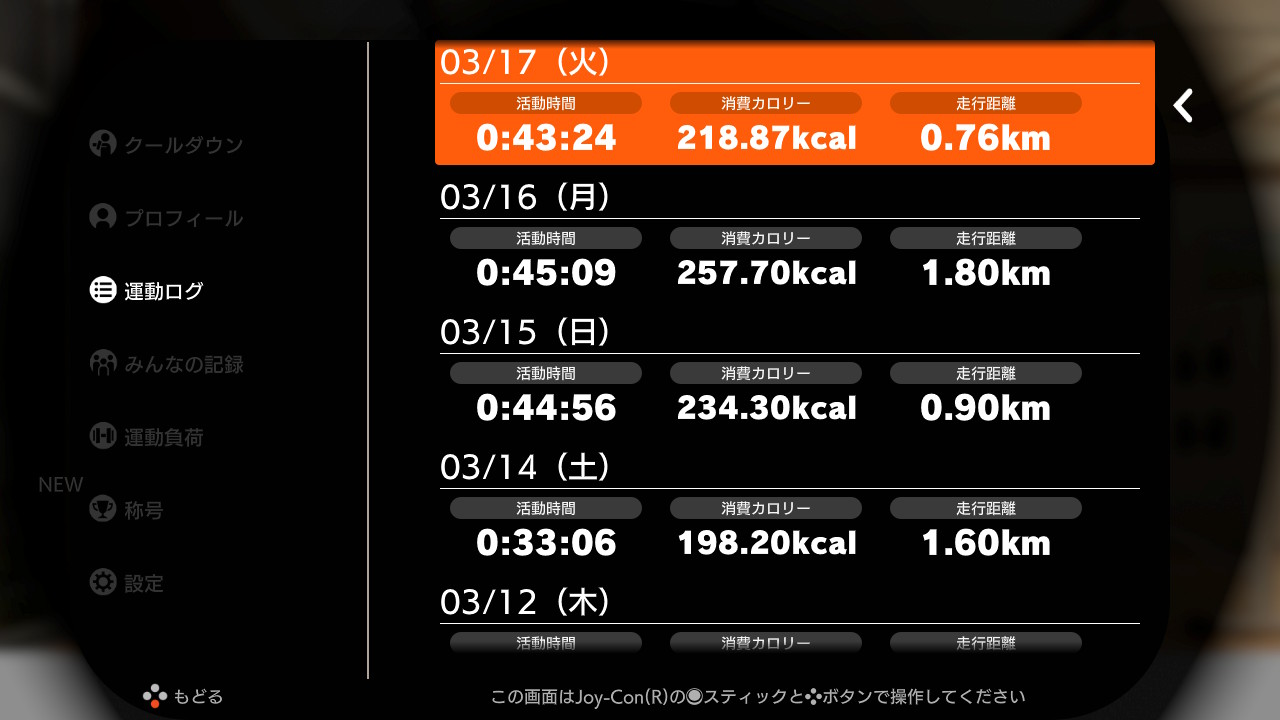 クールダウン
プロフィール
運動ログ
みんなの記録
運動負荷
NEW
称号
設定
03/17（火）
活動時間 消費カロリー 走行距離
0:43:24 218.87kcal 0.76km
03/16（月）
活動時間 消費カロリー 走行距離
0:45:09 257.70kcal 1.80km
03/15（日）
活動時間 消費カロリー 走行距離
0:44:56 234.30kcal 0.90km
03/14（土）
活動時間 消費カロリー 走行距離
0:33:06 198.20kcal 1.60km
03/12（木）
活動時間 消費カロリー 走行距離
もどる
この画面はJoy-Con(R)のスティックとボタンで操作してください